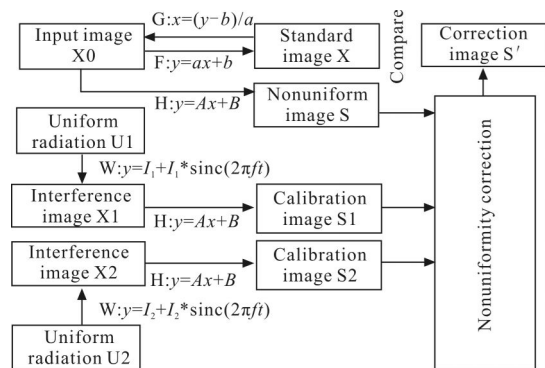 G:x=(y−b)/a
Input image
X0
Standard
image X
F:y=ax+b
Compare
Correction
image S′
H:y=Ax+B
Nonuniform
image S
Uniform
radiation U1
W:y=I₁+I₁*sinc(2πft)
Interference
image X1
H:y=Ax+B
Calibration
image S1
Interference
image X2
H:y=Ax+B
Calibration
image S2
Nonuniformity correction
W:y=I₂+I₂*sinc(2πft)
Uniform
radiation U2